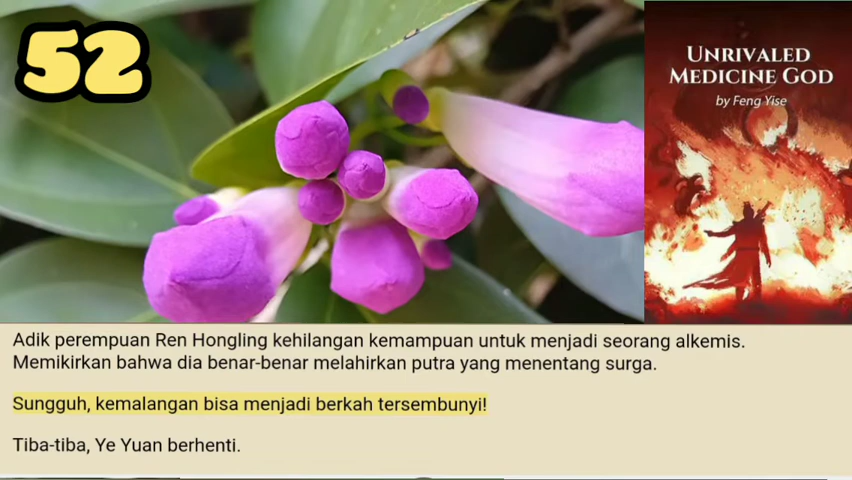 52
UNRIVALED
MEDICINE GOD
by Feng Yise
Adik perempuan Ren Hongling kehilangan kemampuan untuk menjadi seorang alkemis.
Memikirkan bahwa dia benar-benar melahirkan putra yang menentang surga.
Sungguh, kemalangan bisa menjadi berkah tersembunyi!
Tiba-tiba, Ye Yuan berhenti.